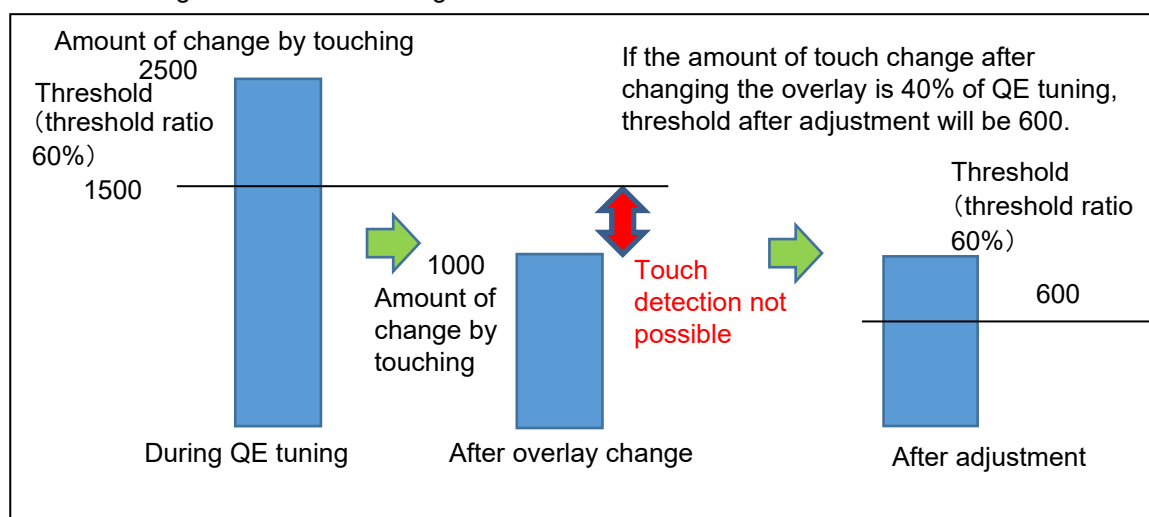 Amount of change by touching
2500
Threshold
（threshold ratio
60%）
1500
If the amount of touch change after
changing the overlay is 40% of QE tuning,
threshold after adjustment will be 600.
1000
Amount of
change by
touching
Touch
detection not
possible
Threshold
（threshold ratio
60%）
600
During QE tuning
After overlay change
After adjustment